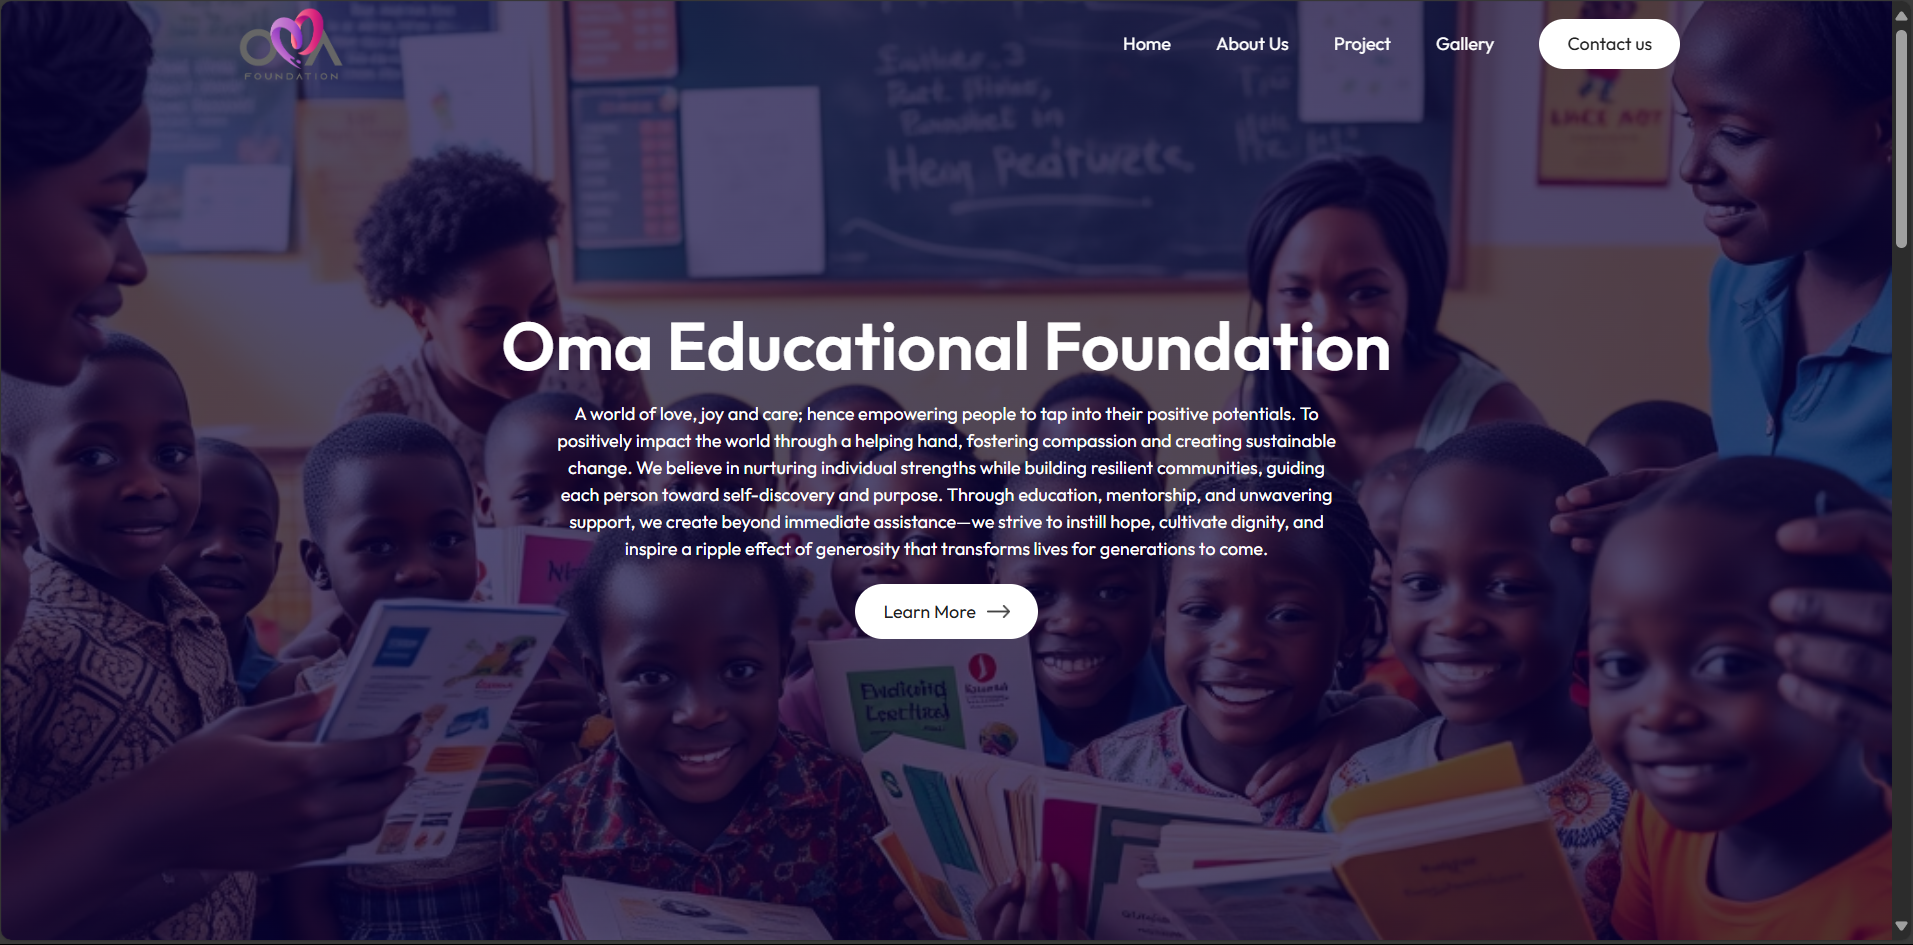 OMA
FOUNDATION
Home
About Us
Project
Gallery
Contact us
Oma Educational Foundation
A world of love, joy and care; hence empowering people to tap into their positive potentials. To
positively impact the world through a helping hand, fostering compassion and creating sustainable
change. We believe in nurturing individual strengths while building resilient communities, guiding
each person toward self-discovery and purpose. Through education, mentorship, and unwavering
support, we create beyond immediate assistance—we strive to instill hope, cultivate dignity, and
inspire a ripple effect of generosity that transforms lives for generations to come.
Learn More